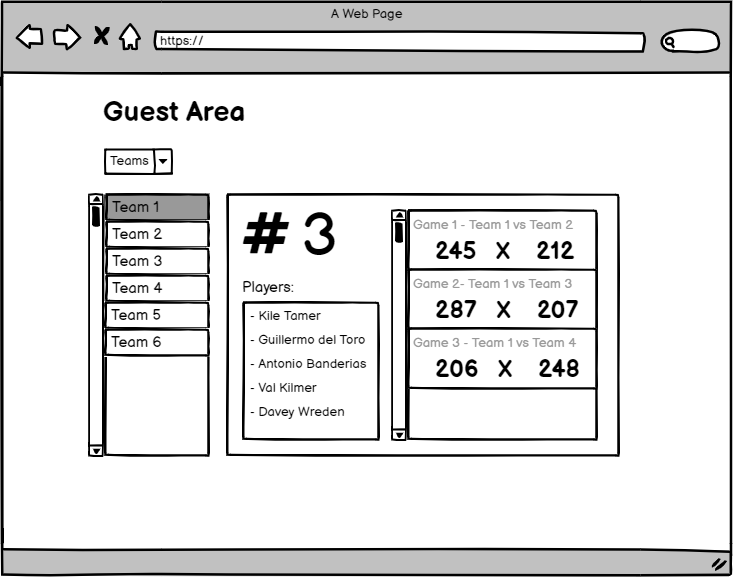 A Web Page
https://
Guest Area
Teams
Team 1
Team 2
Team 3
Team 4
Team 5
Team 6
# 3
Players:
- Kile Tamer
- Guillermo del Toro
- Antonio Banderias
- Val Kilmer
- Davey Wreden
Game 1 - Team 1 vs Team 2
245 X 212
Game 2- Team 1 vs Team 3
287 X 207
Game 3 - Team 1 vs Team 4
206 X 248